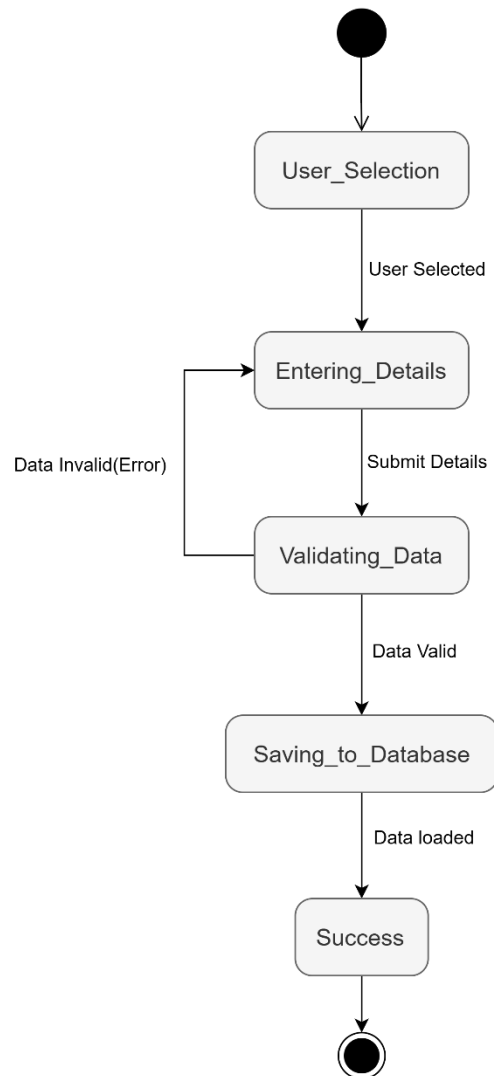 User_Selection
User Selected
Entering_Details
Data Invalid(Error)
Submit Details
Validating_Data
Data Valid
Saving_to_Database
Data loaded
Success